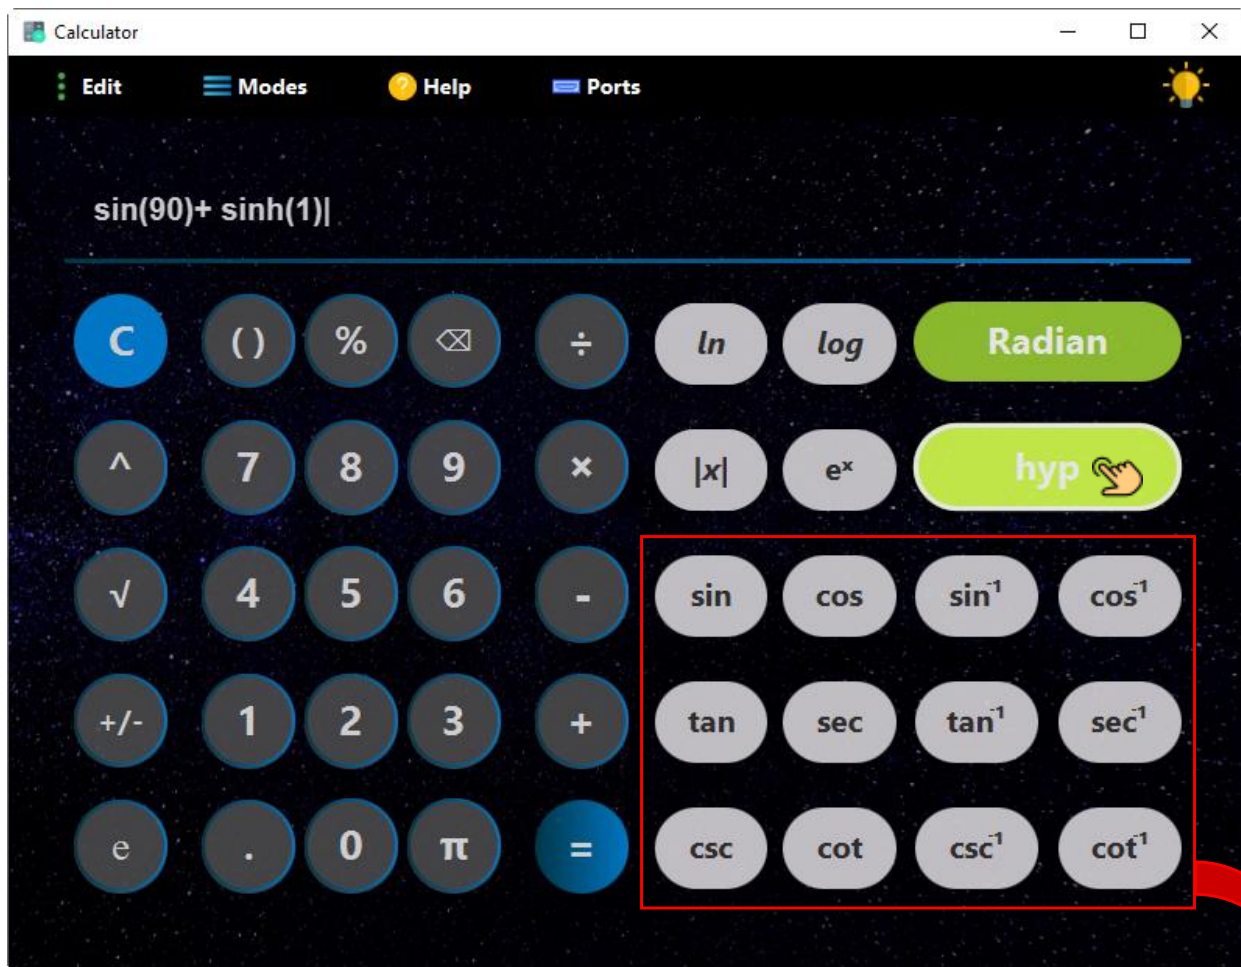 Calculator
Edit Modes Help Ports
sin(90)+ sinh(1)|
C ( ) % ⌫ ÷ ln log Radian
^ 7 8 9 × |x| eˣ hyp
√ 4 5 6 - sin cos sin⁻¹ cos⁻¹
+/- 1 2 3 + tan sec tan⁻¹ sec⁻¹
e . 0 π = csc cot csc⁻¹ cot⁻¹